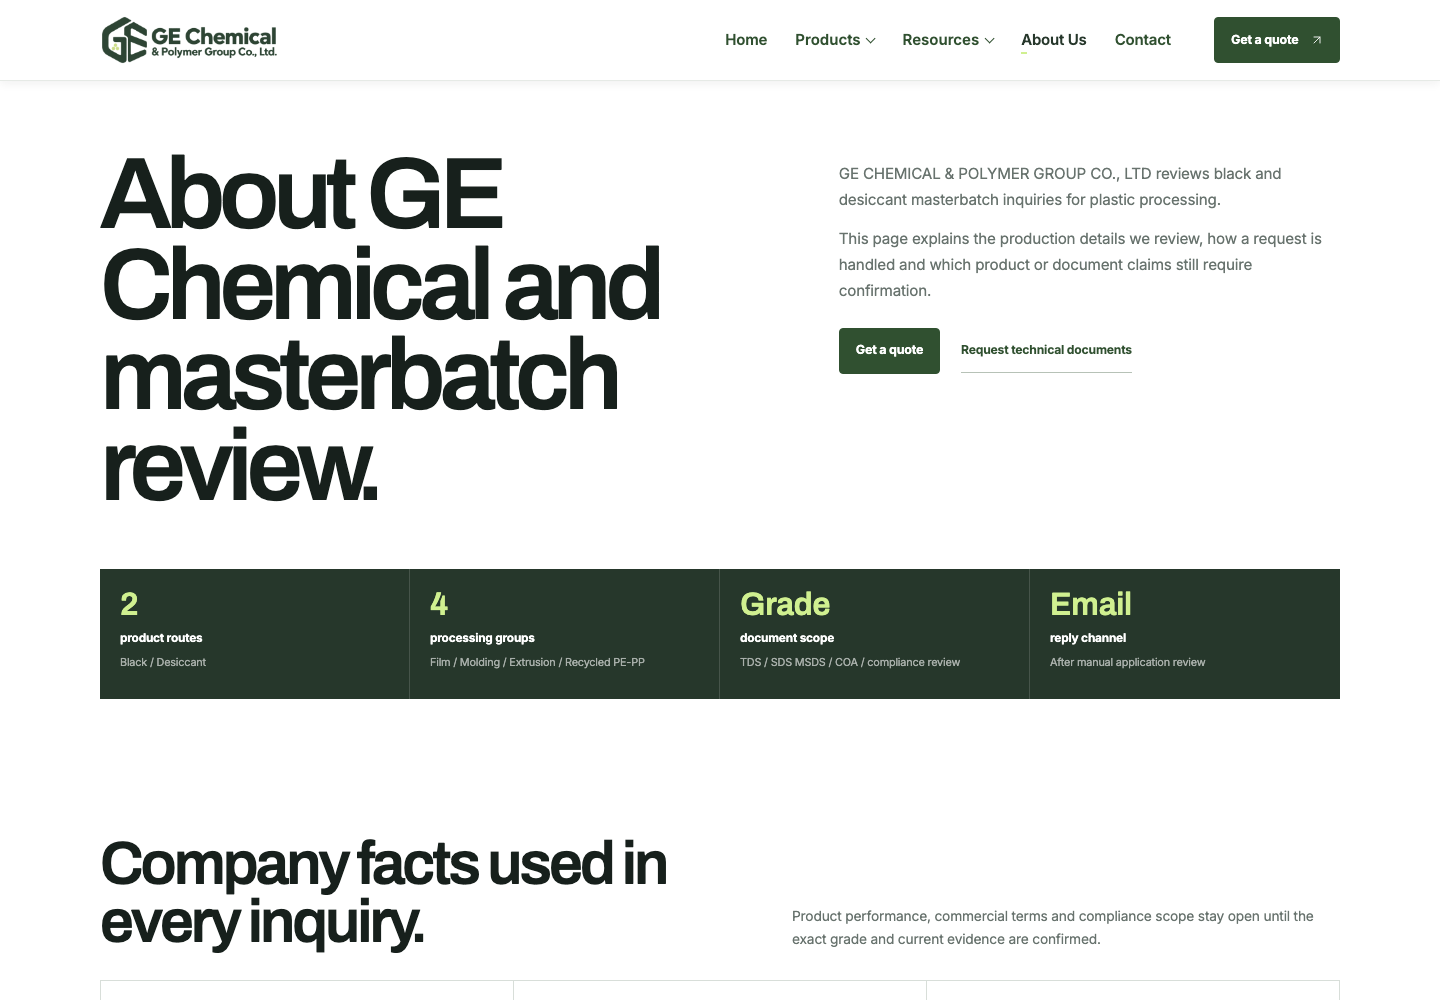 GE Chemical
& Polymer Group Co., Ltd.
Home
Products
Resources
About Us
Contact
Get a quote
About GE
Chemical and
masterbatch
review.
GE CHEMICAL & POLYMER GROUP CO., LTD reviews black and
desiccant masterbatch inquiries for plastic processing.
This page explains the production details we review, how a request is
handled and which product or document claims still require
confirmation.
Get a quote
Request technical documents
2
product routes
Black / Desiccant
4
processing groups
Film / Molding / Extrusion / Recycled PE-PP
Grade
document scope
TDS / SDS MSDS / COA / compliance review
Email
reply channel
After manual application review
Company facts used in
every inquiry.
Product performance, commercial terms and compliance scope stay open until the
exact grade and current evidence are confirmed.